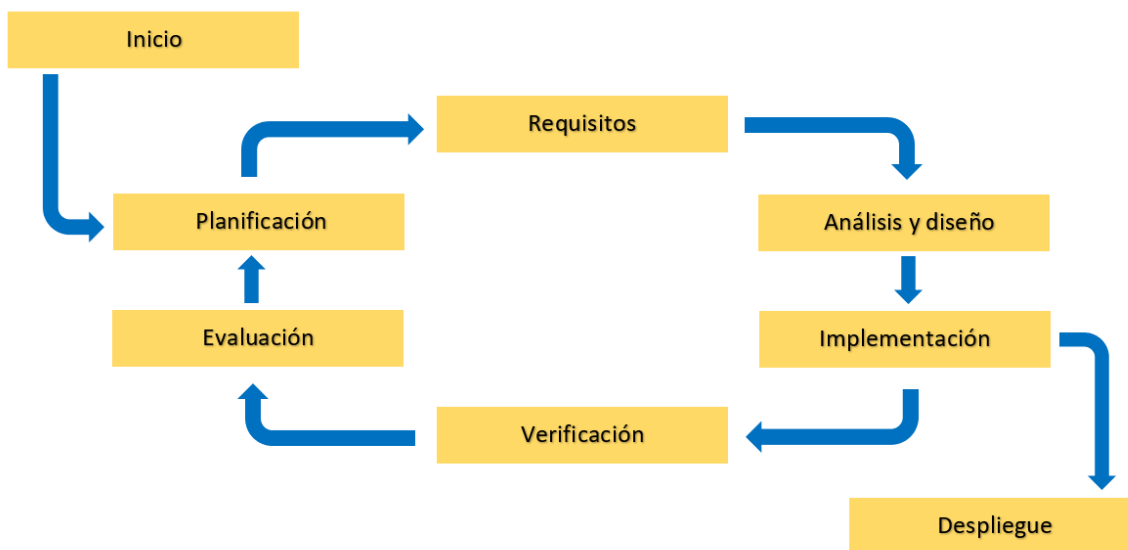 Inicio
Requisitos
Planificación
Análisis y diseño
Evaluación
Implementación
Verificación
Despliegue